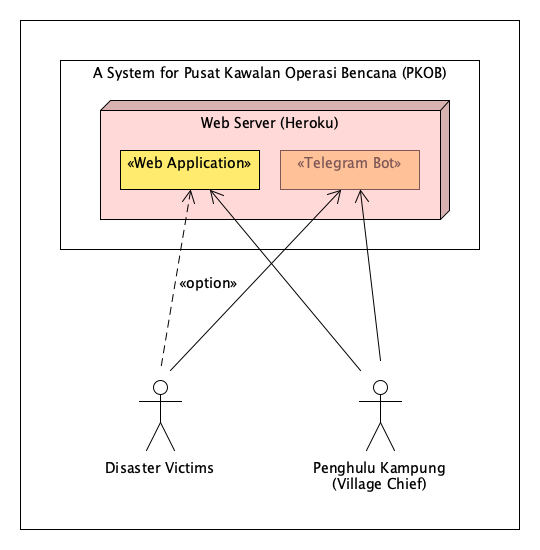 A System for Pusat Kawalan Operasi Bencana (PKOB)
Web Server (Heroku)
«Web Application»
«Telegram Bot»
«option»
Disaster Victims
Penghulu Kampung
(Village Chief)